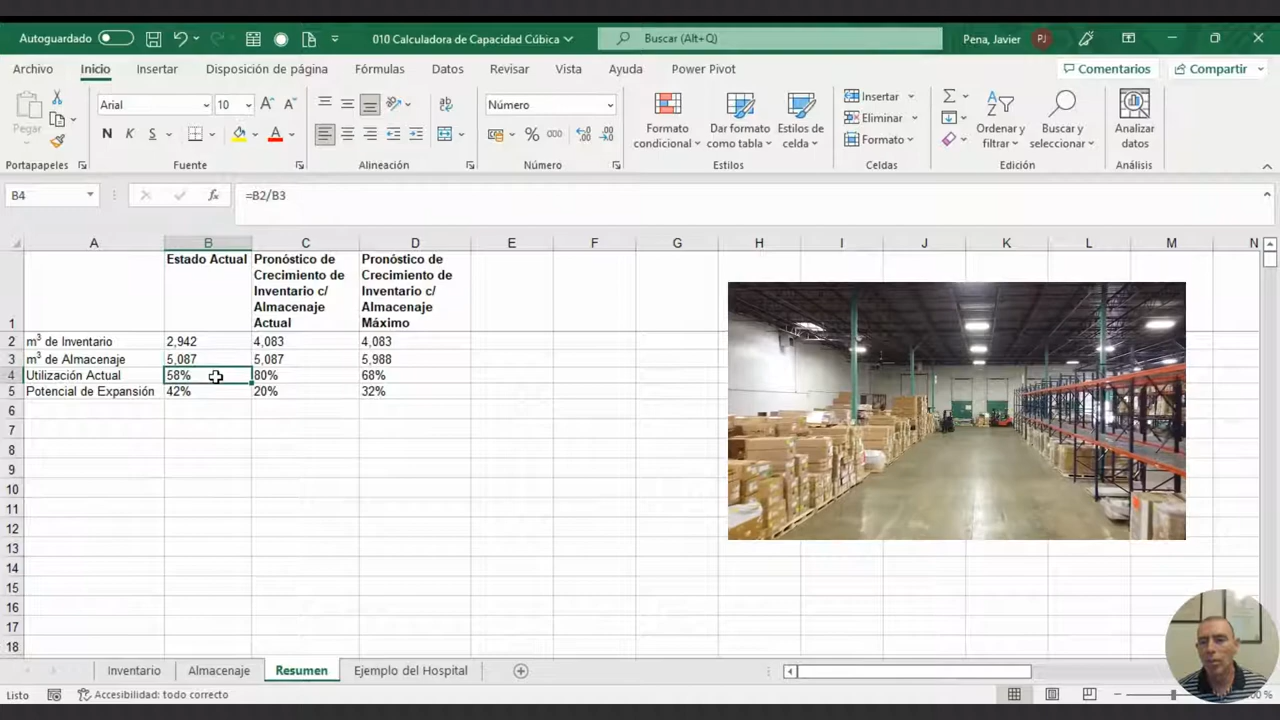 Autoguardado
010 Calculadora de Capacidad Cúbica
Buscar (Alt+Q)
Pena, Javier
PJ
Archivo Inicio Insertar Disposición de página Fórmulas Datos Revisar Vista Ayuda Power Pivot
Comentarios
Compartir
Pegar
Arial 10
N K S
Número
% 000
Formato condicional
Dar formato como tabla
Estilos de celda
Insertar
Eliminar
Formato
Ordenar y filtrar
Buscar y seleccionar
Analizar datos
Portapapeles Fuente Alineación Número Estilos Celdas Edición Análisis
B4 fx =B2/B3
A B C D E F G H I J K L M N
1 Estado Actual
Pronóstico de Crecimiento de Inventario c/ Almacenaje Actual
Pronóstico de Crecimiento de Inventario c/ Almacenaje Máximo
2 m³ de Inventario 2,942 4,083 4,083
3 m³ de Almacenaje 5,087 5,087 5,988
4 Utilización Actual 58% 80% 68%
5 Potencial de Expansión 42% 20% 32%
6
7
8
9
10
11
12
13
14
15
16
17
18
Inventario Almacenaje Resumen Ejemplo del Hospital
Listo
Accesibilidad: todo correcto